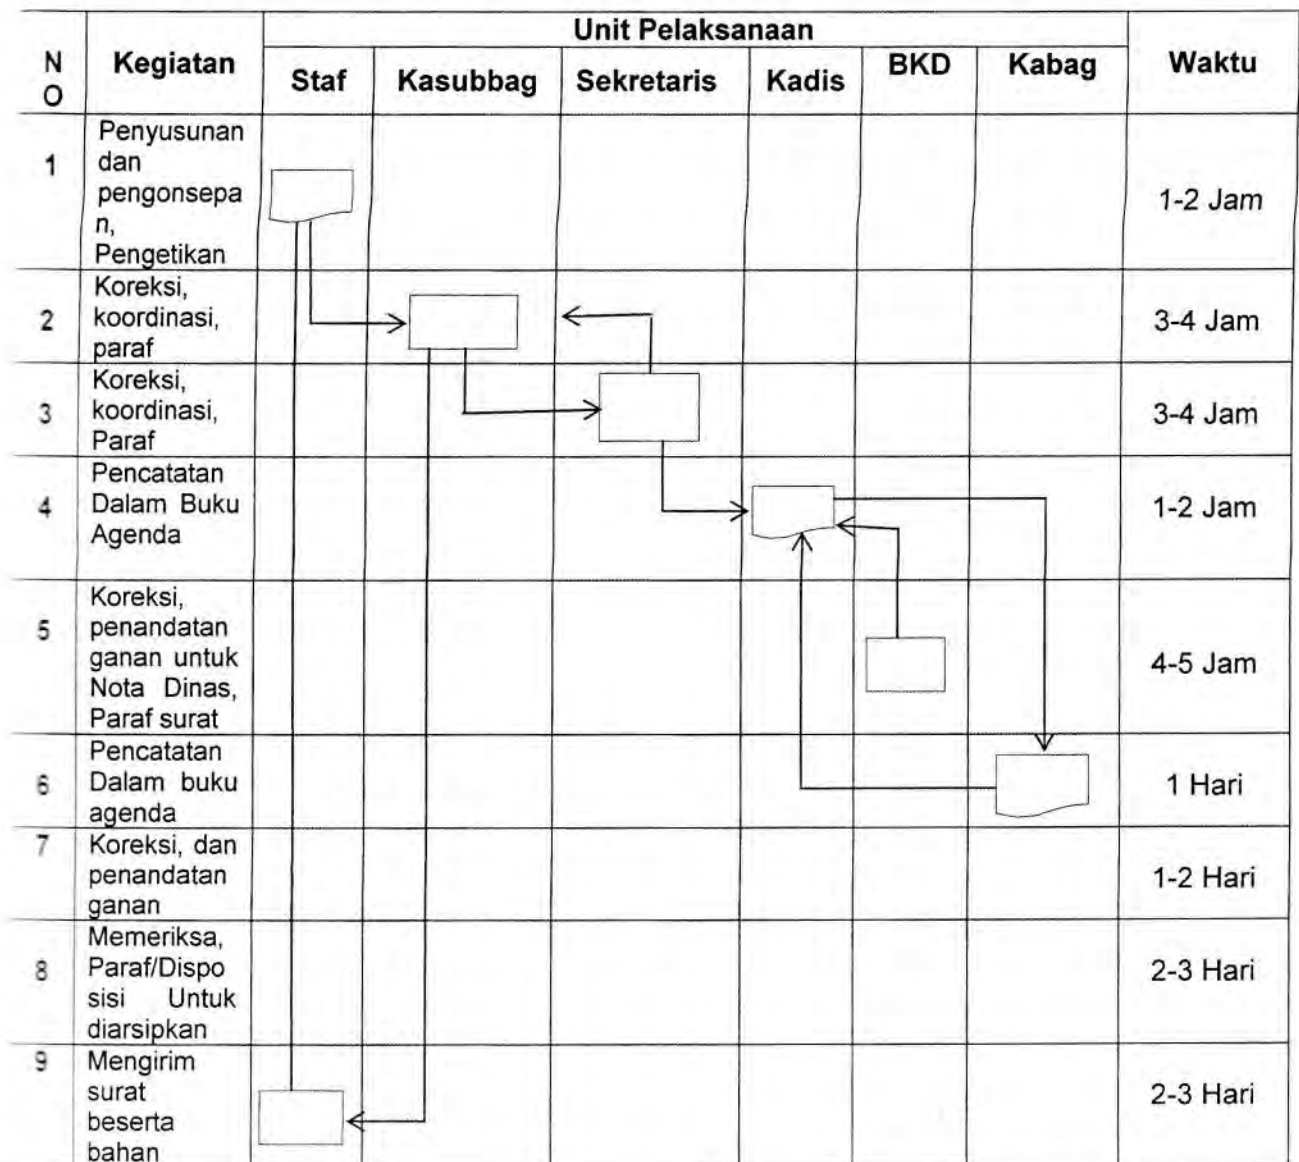 Unit Pelaksanaan
N
O
Kegiatan
Staf
Kasubbag
Sekretaris
Kadis
BKD
Kabag
Waktu
1
Penyusunan
dan
pengonsepa
n,
Pengetikan
1-2 Jam
2
Koreksi,
koordinasi,
paraf
3-4 Jam
3
Koreksi,
koordinasi,
Paraf
3-4 Jam
4
Pencatatan
Dalam Buku
Agenda
1-2 Jam
5
Koreksi,
penandatan
ganan untuk
Nota Dinas,
Paraf surat
4-5 Jam
6
Pencatatan
Dalam buku
agenda
1 Hari
7
Koreksi, dan
penandatan
ganan
1-2 Hari
8
Memeriksa,
Paraf/Dispo
sisi Untuk
diarsipkan
2-3 Hari
9
Mengirim
surat
beserta
bahan
2-3 Hari